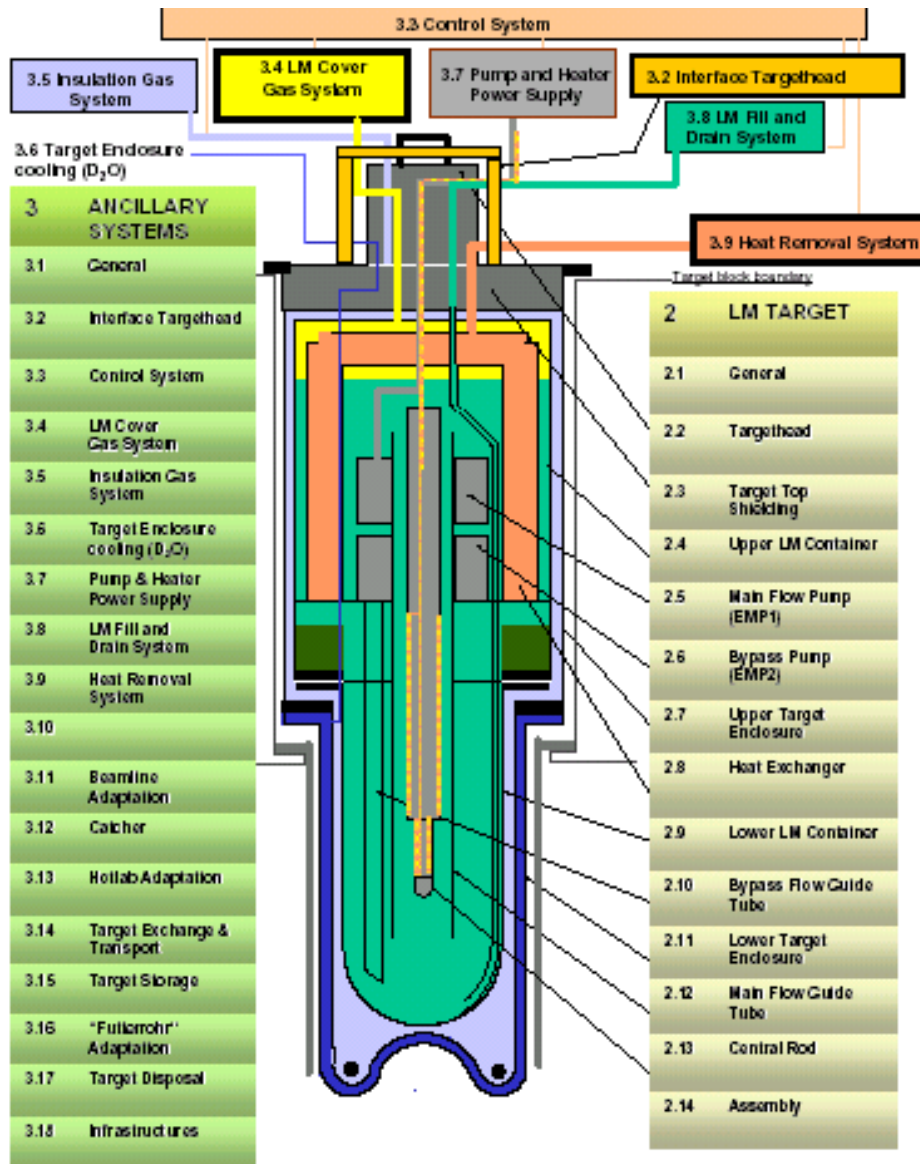 3.3 Control System
3.5 Insulation Gas
System
3.4 LM Cover
Gas System
3.7 Pump and Heater
Power Supply
3.2 Interface Targethead
3.8 LM Fill and
Drain System
3.6 Target Enclosure
cooling (D₂O)
3.9 Heat Removal System
Target block boundary
3 ANCILLARY
SYSTEMS
3.1 General
3.2 Interface Targethead
3.3 Control System
3.4 LM Cover
Gas System
3.5 Insulation Gas
System
3.6 Target Enclosure
cooling (D₂O)
3.7 Pump & Heater
Power Supply
3.8 LM Fill and
Drain System
3.9 Heat Removal
System
3.10
3.11 Beamline
Adaptation
3.12 Catcher
3.13 Hotlab Adaptation
3.14 Target Exchange &
Transport
3.15 Target Storage
3.16 "Futterrohr"
Adaptation
3.17 Target Disposal
3.18 Infrastructures
2 LM TARGET
2.1 General
2.2 Targethead
2.3 Target Top
Shielding
2.4 Upper LM Container
2.5 Main Flow Pump
(EMP1)
2.6 Bypass Pump
(EMP2)
2.7 Upper Target
Enclosure
2.8 Heat Exchanger
2.9 Lower LM Container
2.10 Bypass Flow Guide
Tube
2.11 Lower Target
Enclosure
2.12 Main Flow Guide
Tube
2.13 Central Rod
2.14 Assembly